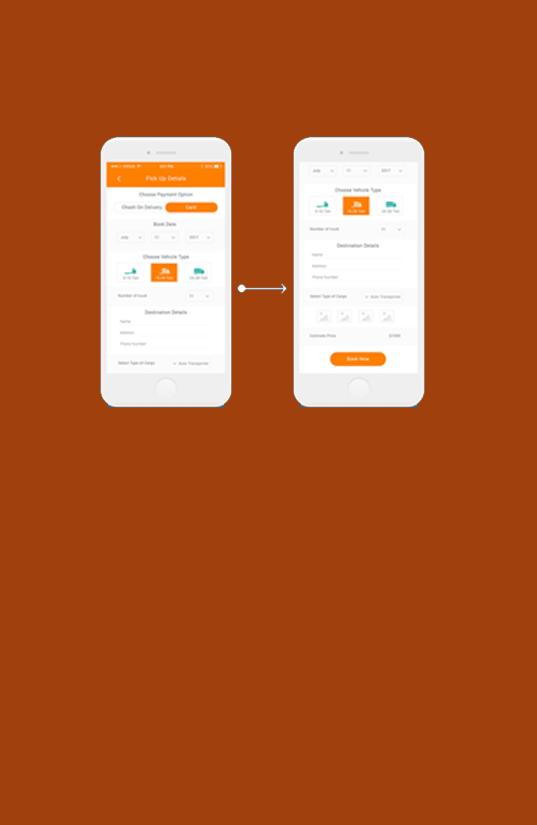 Pick Up Details
Choose Payment Option
Chash On Delivery Card
Book Date
July 2017
Choose Vehicle Type
Number of truck
Destination Details
Name
Address
Phone Number
Select Type of Cargo Auto Transporter
July 2017
Choose Vehicle Type
Number of truck
Destination Details
Name
Address
Phone Number
Select Type of Cargo Auto Transporter
Estimate Price
Book Now